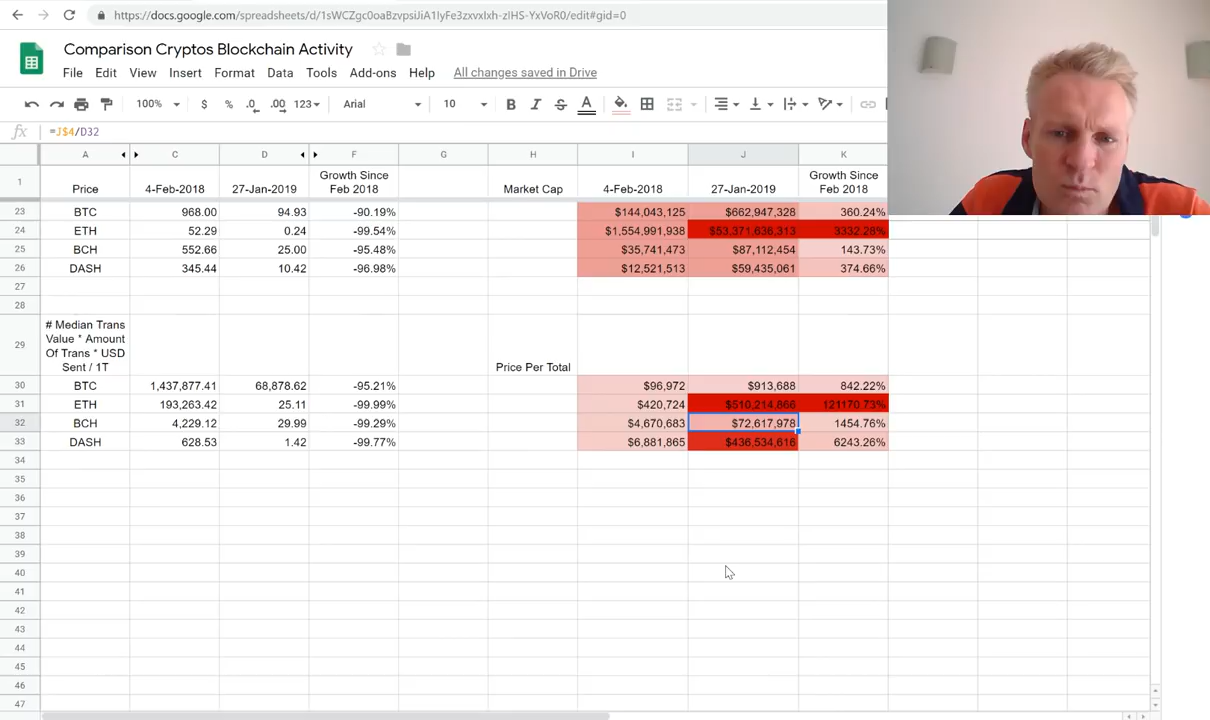 https://docs.google.com/spreadsheets/d/1sWCZgc0oaBzvpsiJiA1IyFe3zxvxIxh-zIHS-YxVoR0/edit#gid=0
Comparison Cryptos Blockchain Activity
File Edit View Insert Format Data Tools Add-ons Help All changes saved in Drive
100% $ % .0 .00 123 Arial 10 B I S A
fx =J$4/D32
A C D F G H I J K
1 Price 4-Feb-2018 27-Jan-2019 Growth Since Feb 2018 Market Cap 4-Feb-2018 27-Jan-2019 Growth Since Feb 2018
23 BTC 968.00 94.93 -90.19% $144,043,125 $662,947,328 360.24%
24 ETH 52.29 0.24 -99.54% $1,554,991,938 $53,371,636,313 3332.28%
25 BCH 552.66 25.00 -95.48% $35,741,473 $87,112,454 143.73%
26 DASH 345.44 10.42 -96.98% $12,521,513 $59,435,061 374.66%
27
28
# Median Trans
Value * Amount
29 Of Trans * USD
Sent / 1T Price Per Total
30 BTC 1,437,877.41 68,878.62 -95.21% $96,972 $913,688 842.22%
31 ETH 193,263.42 25.11 -99.99% $420,724 $510,214,866 121170.73%
32 BCH 4,229.12 29.99 -99.29% $4,670,683 $72,617,978 1454.76%
33 DASH 628.53 1.42 -99.77% $6,881,865 $436,534,616 6243.26%
34
35
36
37
38
39
40
41
42
43
44
45
46
47